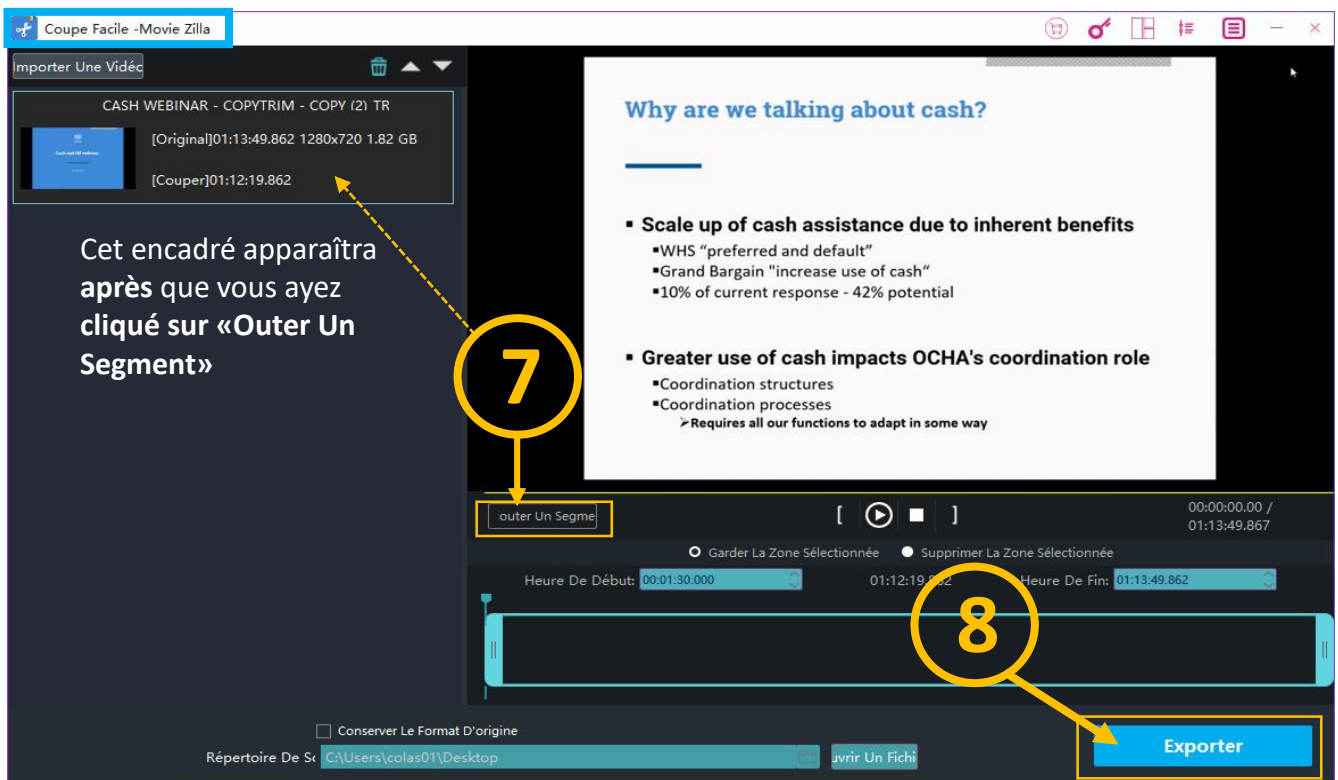 Coupe Facile -Movie Zilla
Importer Une Vidéc
CASH WEBINAR - COPYTRIM - COPY (2) TR
[Original]01:13:49.862 1280x720 1.82 GB
[Couper]01:12:19.862
Cet encadré apparaîtra
après que vous ayez
cliqué sur «Outer Un
Segment»
7
Why are we talking about cash?
▪ Scale up of cash assistance due to inherent benefits
▪WHS “preferred and default”
▪Grand Bargain "increase use of cash“
▪10% of current response - 42% potential
▪ Greater use of cash impacts OCHA's coordination role
▪Coordination structures
▪Coordination processes
➢Requires all our functions to adapt in some way
outer Un Segme
[ ]
00:00:00.00 /
01:13:49.867
Garder La Zone Sélectionnée Supprimer La Zone Sélectionnée
Heure De Début: 00:01:30.000 01:12:19.862 Heure De Fin: 01:13:49.862
8
Conserver Le Format D'origine
Répertoire De Sc C:\Users\colas01\Desktop uvrir Un Fichi
Exporter